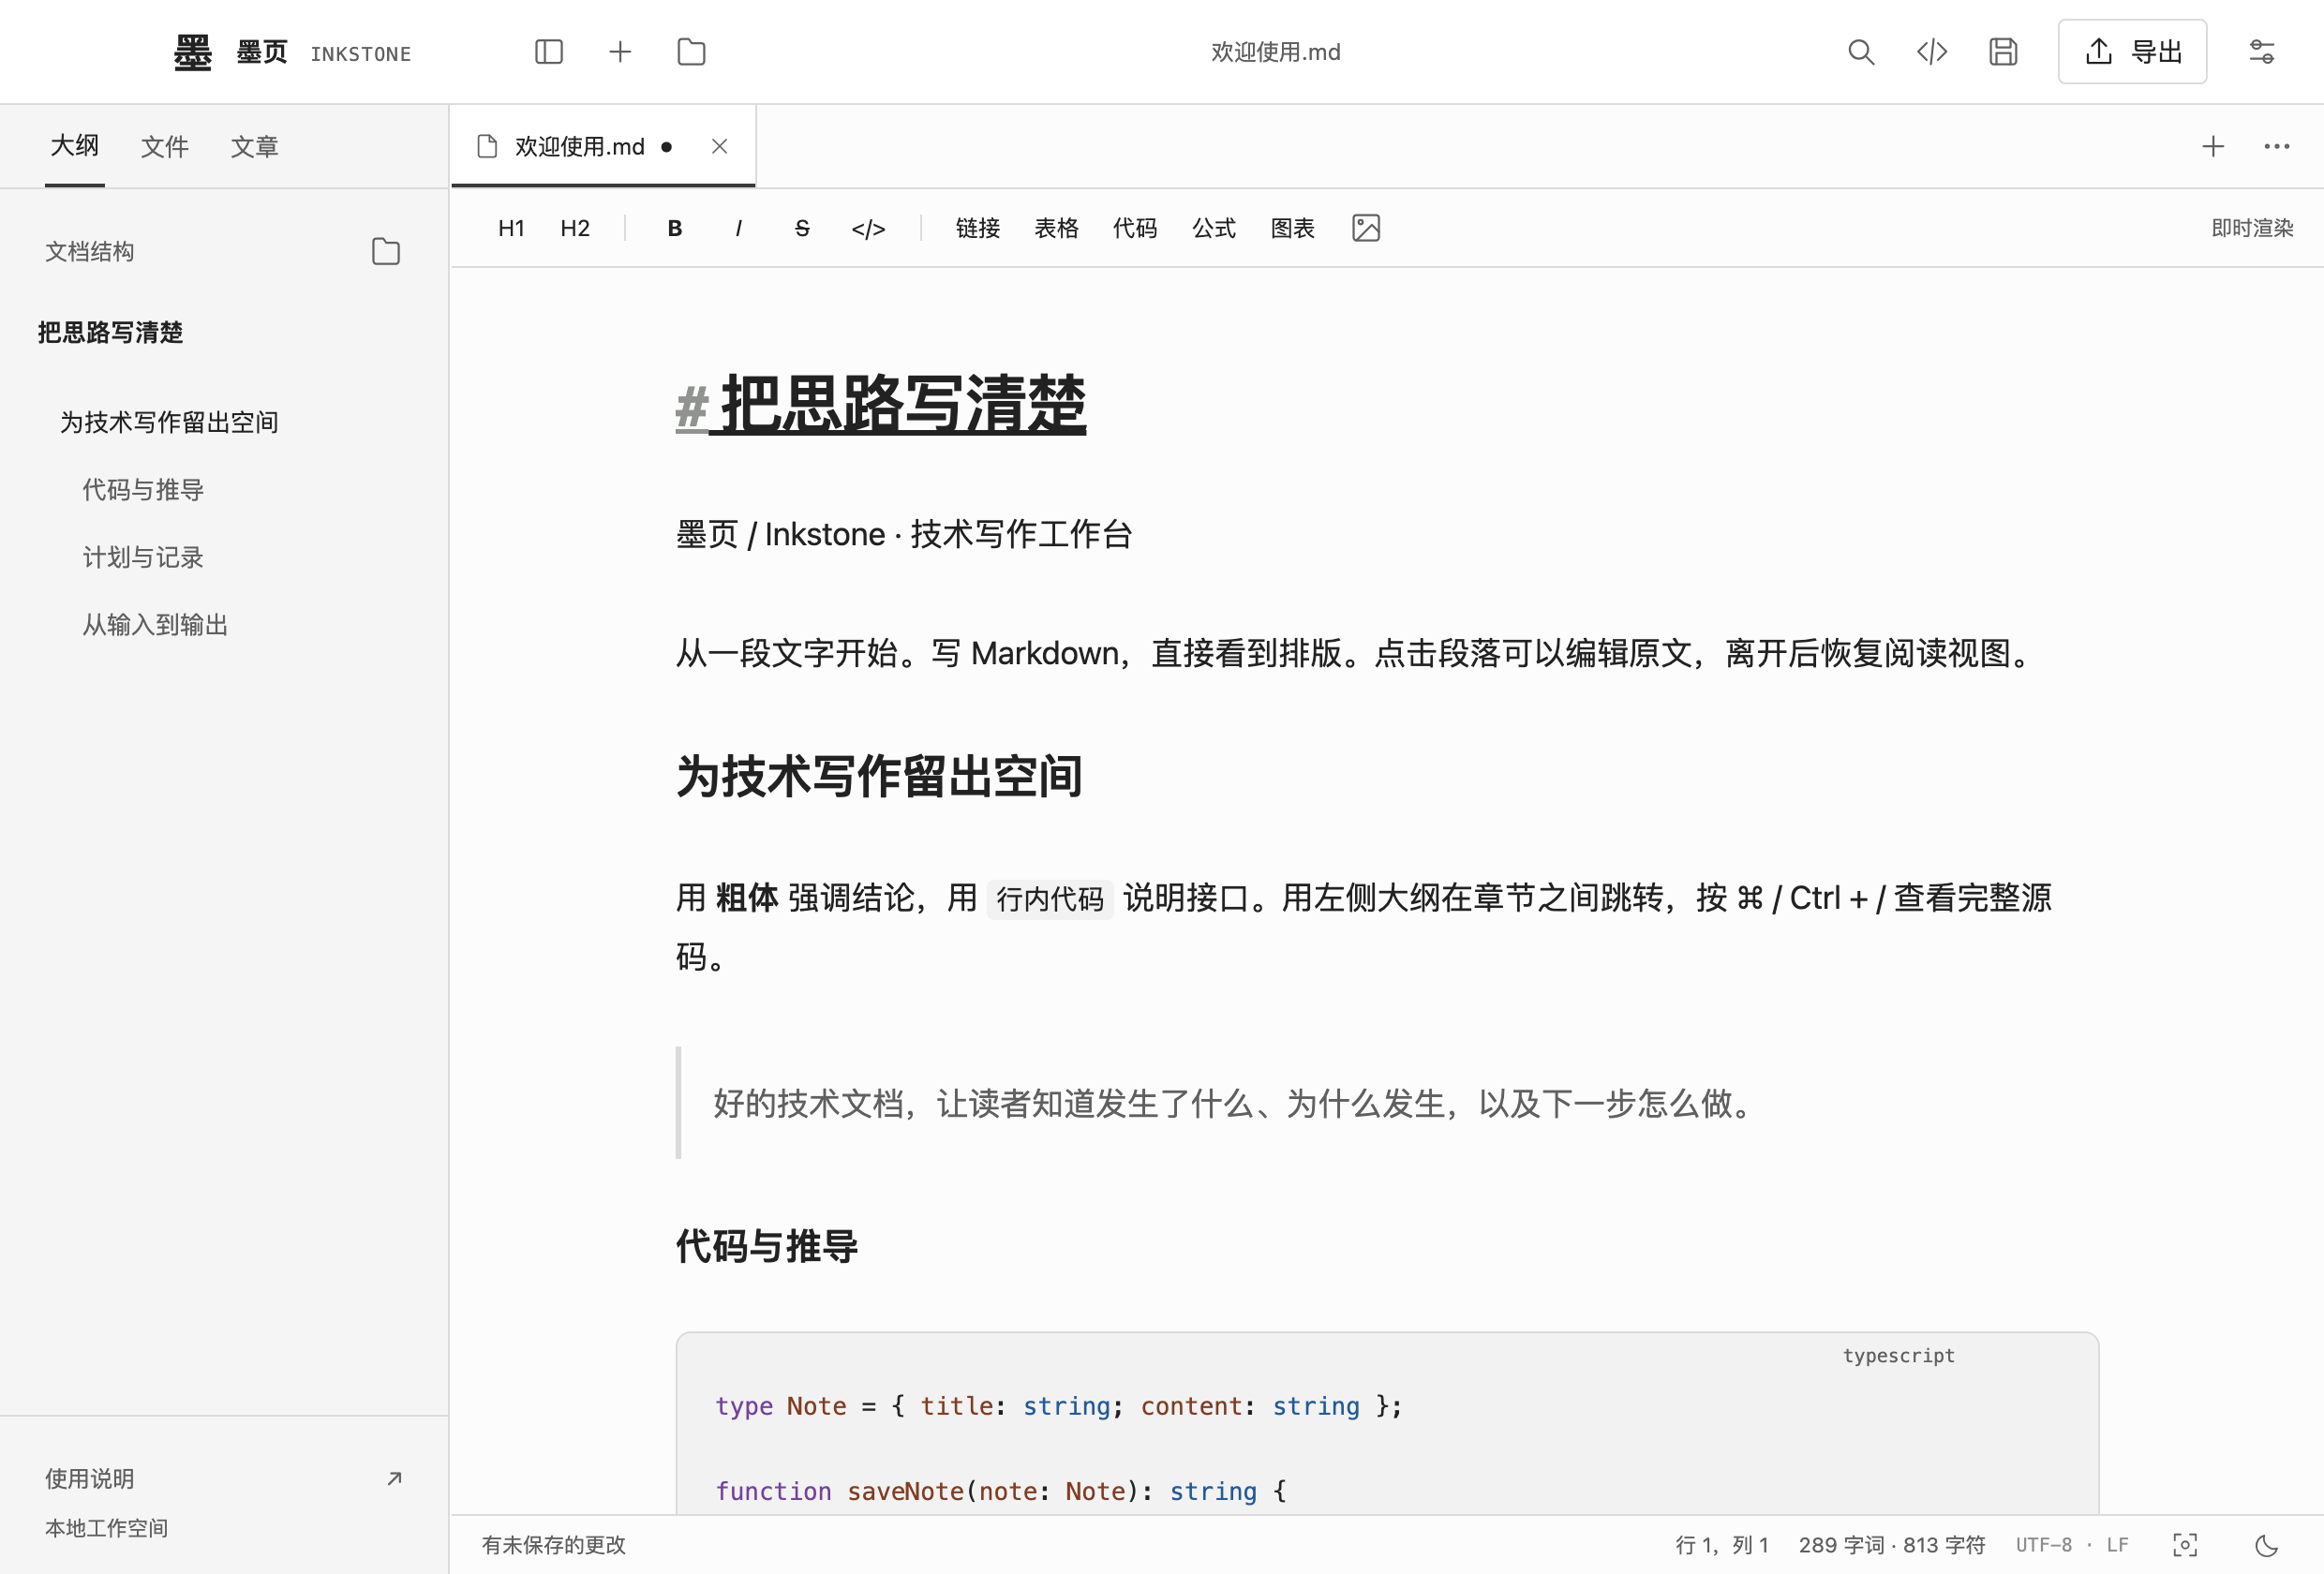 墨 墨页 INKSTONE
欢迎使用.md
导出
大纲 文件 文章
欢迎使用.md ●
H1 H2 B I S </> 链接 表格 代码 公式 图表
即时渲染
文档结构
把思路写清楚
为技术写作留出空间
代码与推导
计划与记录
从输入到输出
使用说明
本地工作空间
# 把思路写清楚
墨页 / Inkstone · 技术写作工作台
从一段文字开始。写 Markdown，直接看到排版。点击段落可以编辑原文，离开后恢复阅读视图。
为技术写作留出空间
用 粗体 强调结论，用 行内代码 说明接口。用左侧大纲在章节之间跳转，按 ⌘ / Ctrl + / 查看完整源
码。
好的技术文档，让读者知道发生了什么、为什么发生，以及下一步怎么做。
代码与推导
typescript
type Note = { title: string; content: string };
function saveNote(note: Note): string {
有未保存的更改
行 1，列 1 289 字词 · 813 字符 UTF-8 · LF